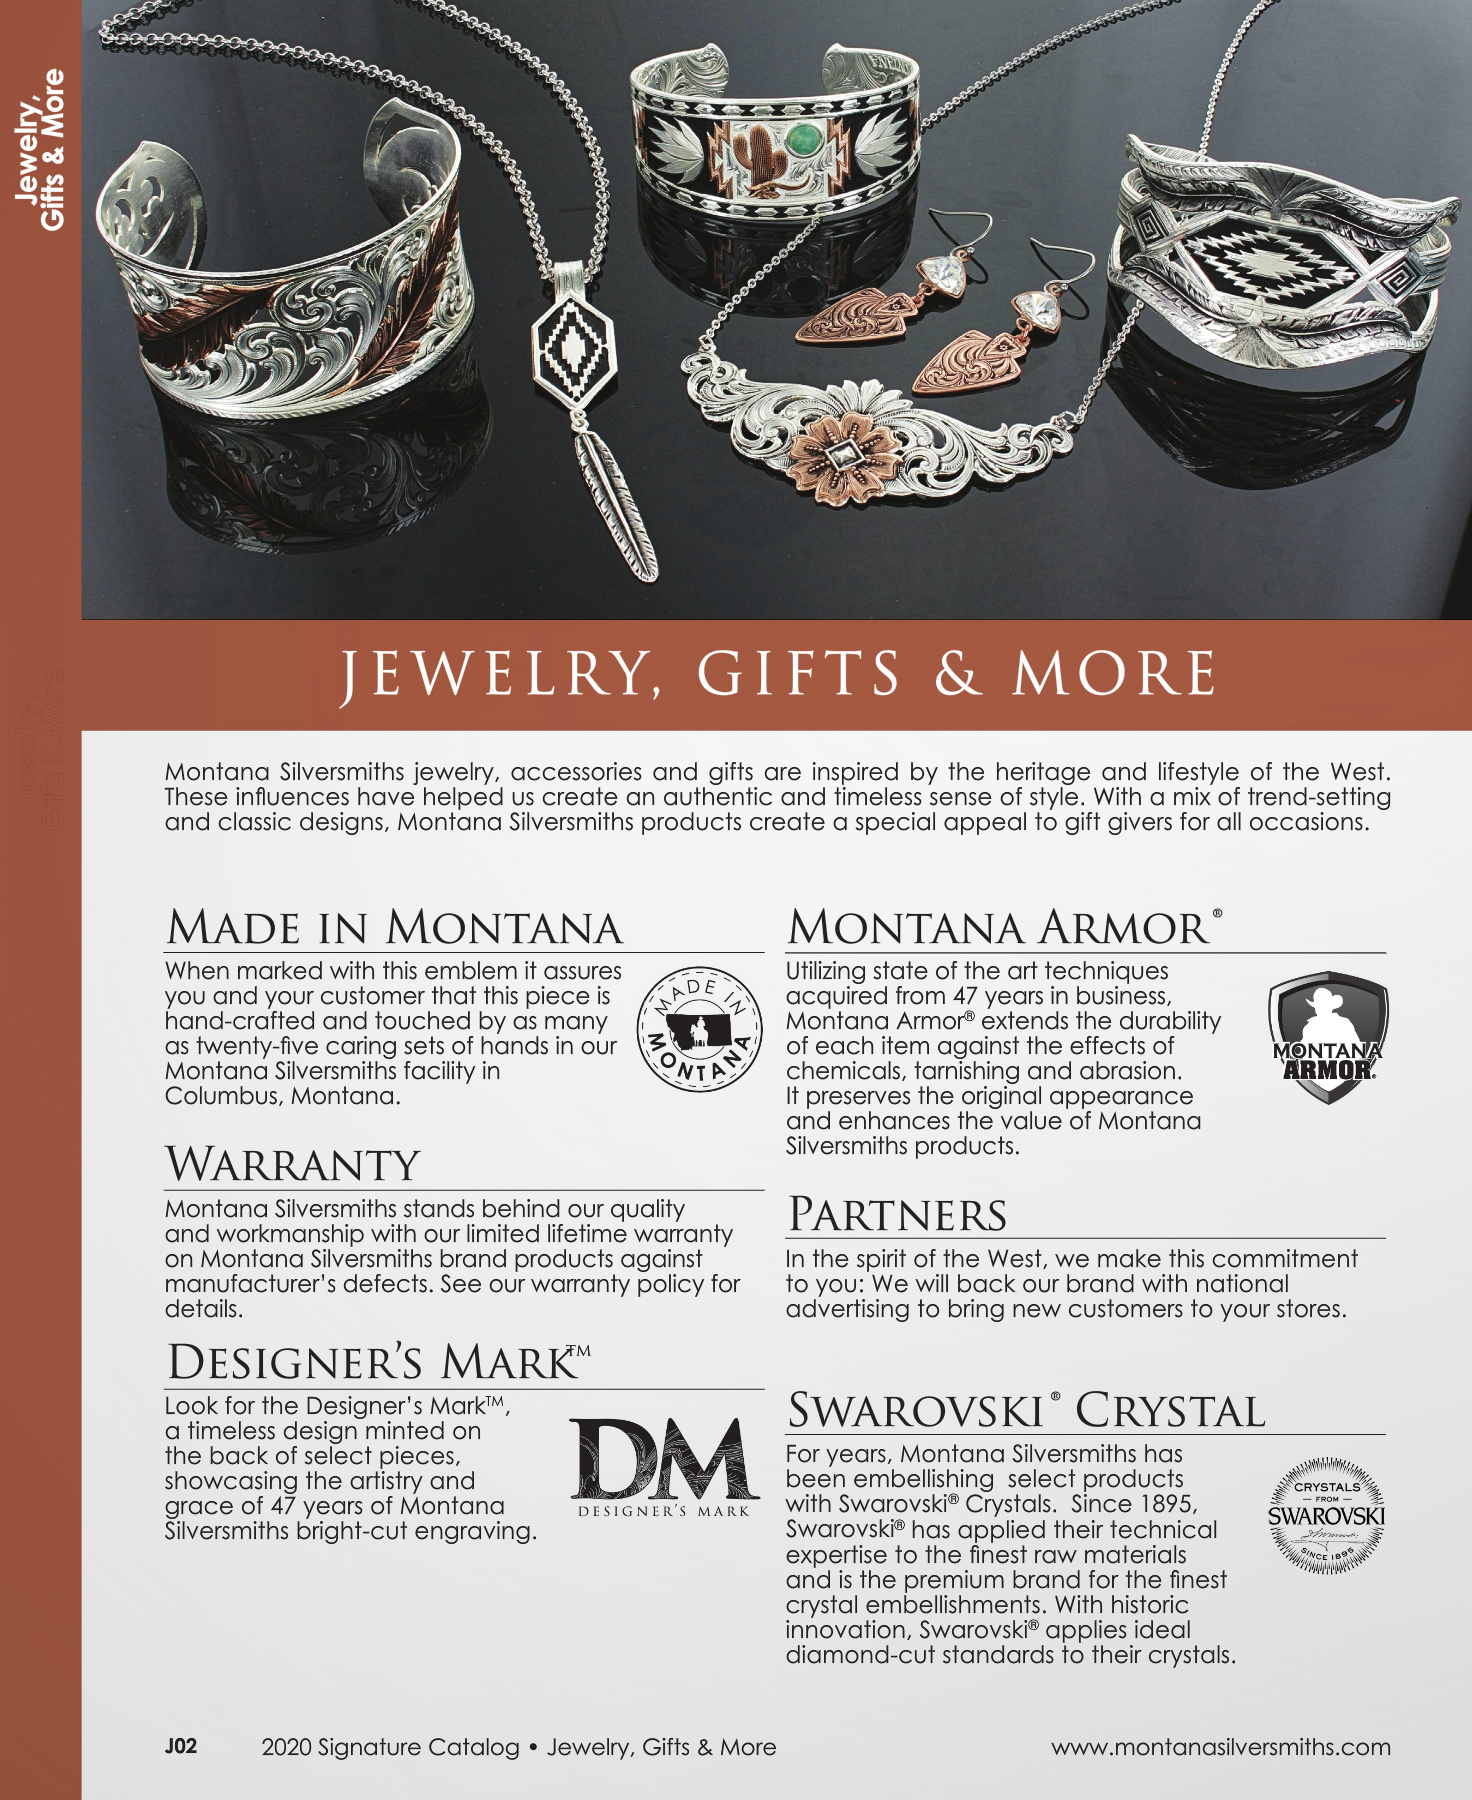 Jewelry,
Gifts & More
JEWELRY, GIFTS & MORE
Montana Silversmiths jewelry, accessories and gifts are inspired by the heritage and lifestyle of the West.
These influences have helped us create an authentic and timeless sense of style. With a mix of trend-setting
and classic designs, Montana Silversmiths products create a special appeal to gift givers for all occasions.
MADE IN MONTANA
When marked with this emblem it assures
you and your customer that this piece is
hand-crafted and touched by as many
as twenty-five caring sets of hands in our
Montana Silversmiths facility in
Columbus, Montana.
MADE IN
MONTANA
WARRANTY
Montana Silversmiths stands behind our quality
and workmanship with our limited lifetime warranty
on Montana Silversmiths brand products against
manufacturer's defects. See our warranty policy for
details.
DESIGNER'S MARK™
Look for the Designer's Mark™,
a timeless design minted on
the back of select pieces,
showcasing the artistry and
grace of 47 years of Montana
Silversmiths bright-cut engraving.
DM
DESIGNER'S MARK
MONTANA ARMOR®
Utilizing state of the art techniques
acquired from 47 years in business,
Montana Armor® extends the durability
of each item against the effects of
chemicals, tarnishing and abrasion.
It preserves the original appearance
and enhances the value of Montana
Silversmiths products.
MONTANA
ARMOR®
PARTNERS
In the spirit of the West, we make this commitment
to you: We will back our brand with national
advertising to bring new customers to your stores.
SWAROVSKI® CRYSTAL
For years, Montana Silversmiths has
been embellishing  select products
with Swarovski® Crystals.  Since 1895,
Swarovski® has applied their technical
expertise to the finest raw materials
and is the premium brand for the finest
crystal embellishments. With historic
innovation, Swarovski® applies ideal
diamond-cut standards to their crystals.
CRYSTALS
— FROM —
SWAROVSKI
SINCE 1895
J02
2020 Signature Catalog • Jewelry, Gifts & More
www.montanasilversmiths.com